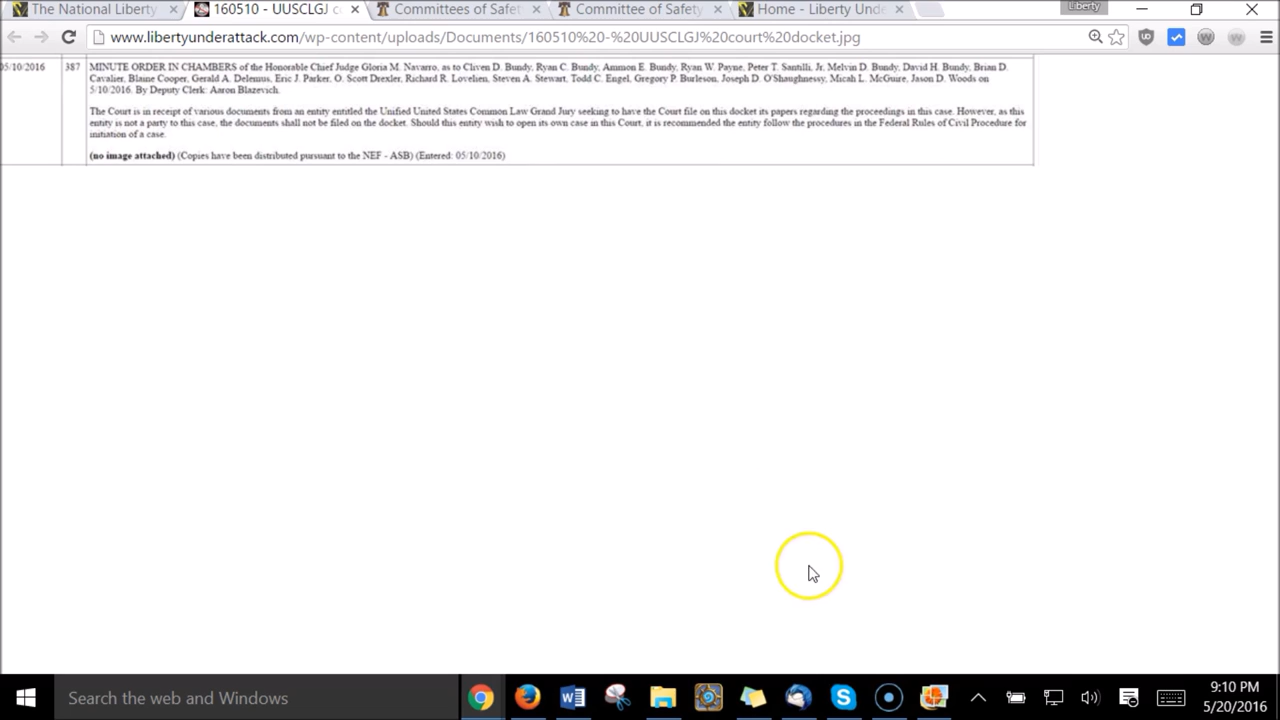 The National Liberty
160510 - UUSCLGJ c
Committees of Safet
Committee of Safety
Home - Liberty Unde
Liberty
www.libertyunderattack.com/wp-content/uploads/Documents/160510%20-%20UUSCLGJ%20court%20docket.jpg
05/10/2016 387 MINUTE ORDER IN CHAMBERS of the Honorable Chief Judge Gloria M. Navarro, as to Cliven D. Bundy, Ryan C. Bundy, Ammon E. Bundy, Ryan W. Payne, Peter T. Santilli, Jr. Melvin D. Bundy, David H. Bundy, Brian D.
Cavalier, Blaine Cooper, Gerald A. Delemus, Eric J. Parker, O. Scott Drexler, Richard R. Lovelien, Steven A. Stewart, Todd C. Engel, Gregory P. Burleson, Joseph D. O'Shaughnessy, Micah L. McGuire, Jason D. Woods on
5/10/2016. By Deputy Clerk: Aaron Blazevich.
The Court is in receipt of various documents from an entity entitled the Unified United States Common Law Grand Jury seeking to have the Court file on this docket its papers regarding the proceedings in this case. However, as this
entity is not a party to this case, the documents shall not be filed on the docket. Should this entity wish to open its own case in this Court, it is recommended the entity follow the procedures in the Federal Rules of Civil Procedure for
initiation of a case.
(no image attached) (Copies have been distributed pursuant to the NEF - ASB) (Entered: 05/10/2016)
Search the web and Windows
9:10 PM
5/20/2016